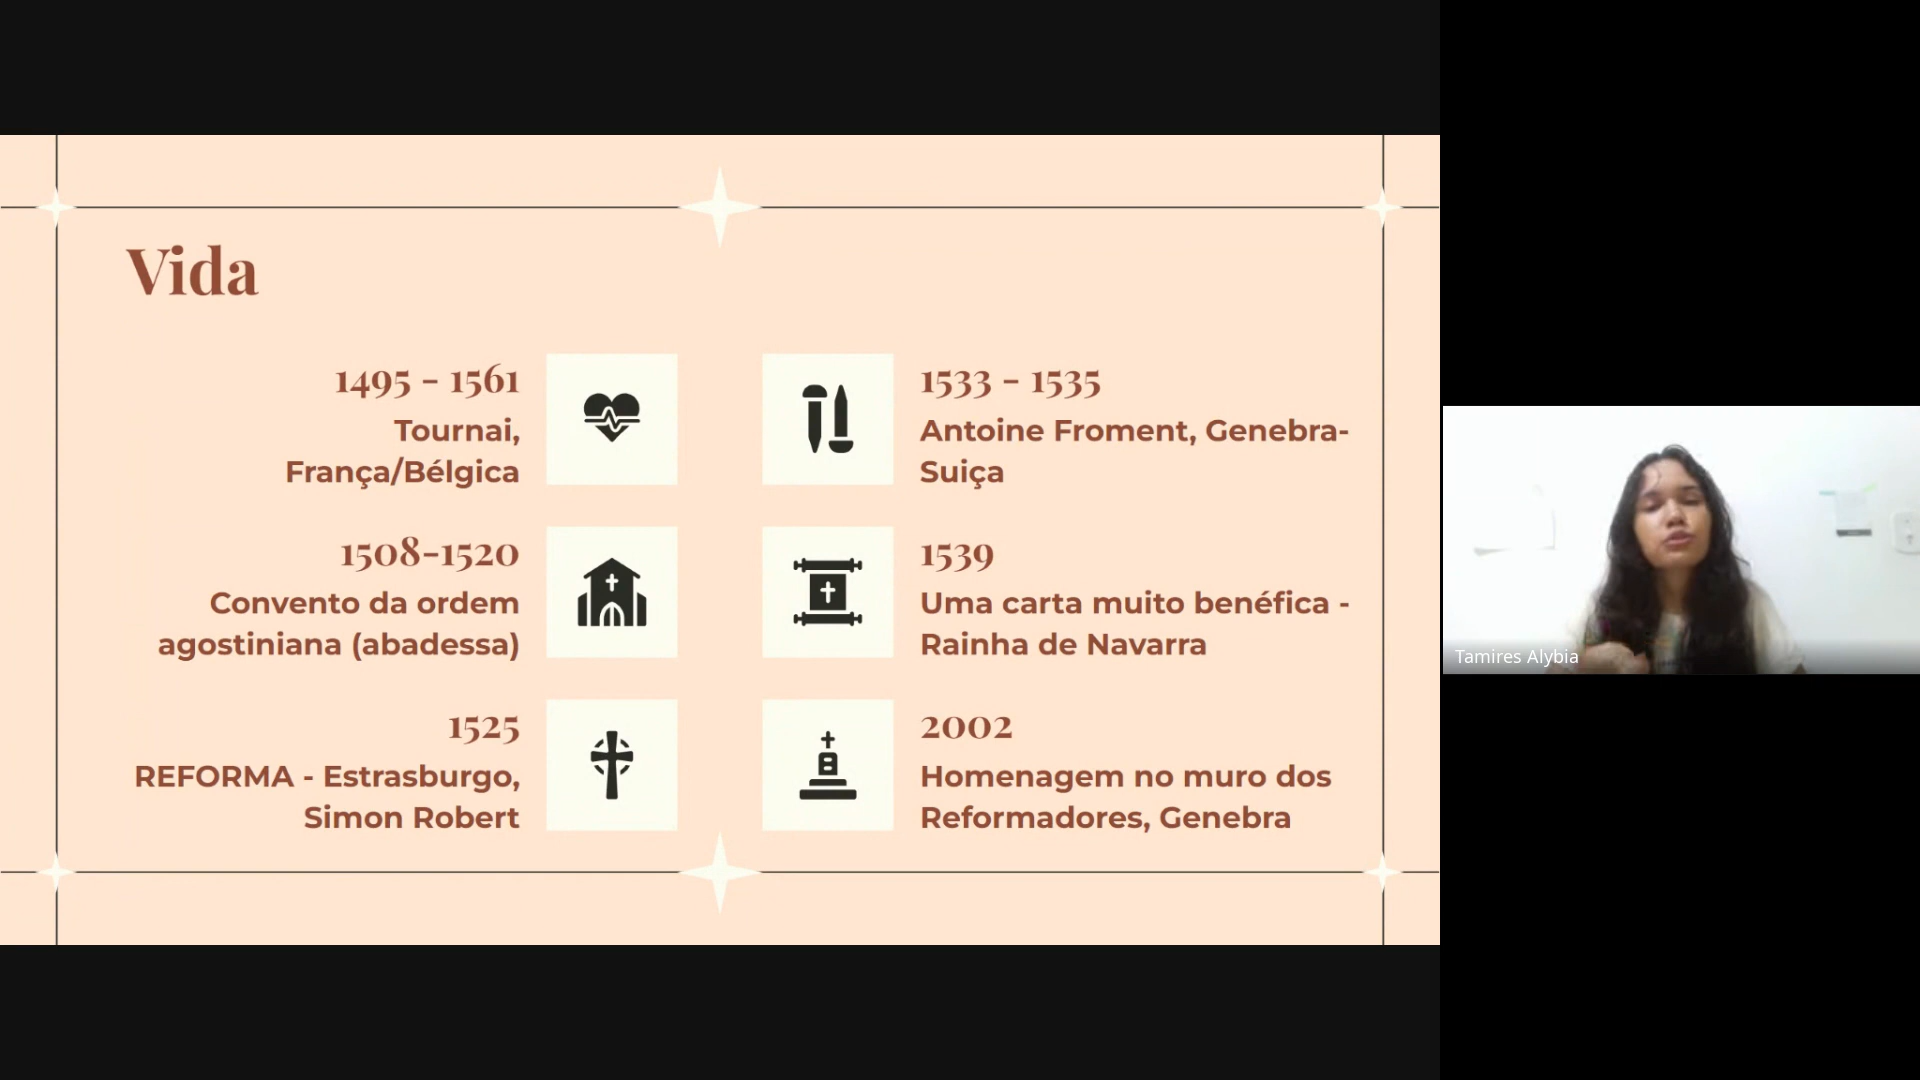 Vida
1495 - 1561
Tournai,
França/Bélgica
1508-1520
Convento da ordem
agostiniana (abadessa)
1525
REFORMA - Estrasburgo,
Simon Robert
1533 - 1535
Antoine Froment, Genebra-
Suiça
1539
Uma carta muito benéfica -
Rainha de Navarra
2002
Homenagem no muro dos
Reformadores, Genebra
Tamires Alybia